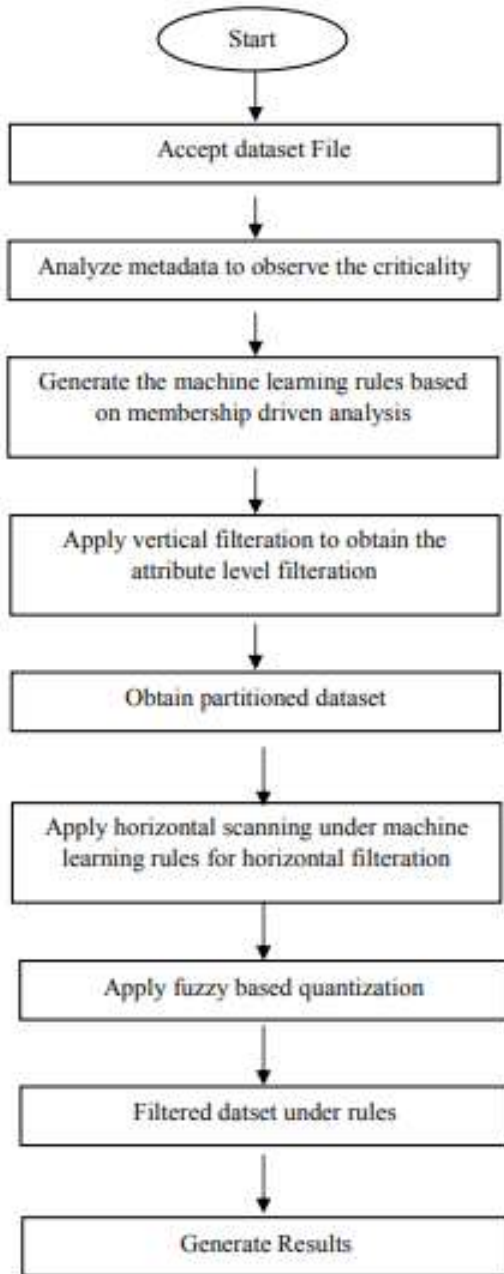 Start
Accept dataset File
Analyze metadata to observe the criticality
Generate the machine learning rules based
on membership driven analysis
Apply vertical filteration to obtain the
attribute level filteration
Obtain partitioned dataset
Apply horizontal scanning under machine
learning rules for horizontal filteration
Apply fuzzy based quantization
Filtered datset under rules
Generate Results